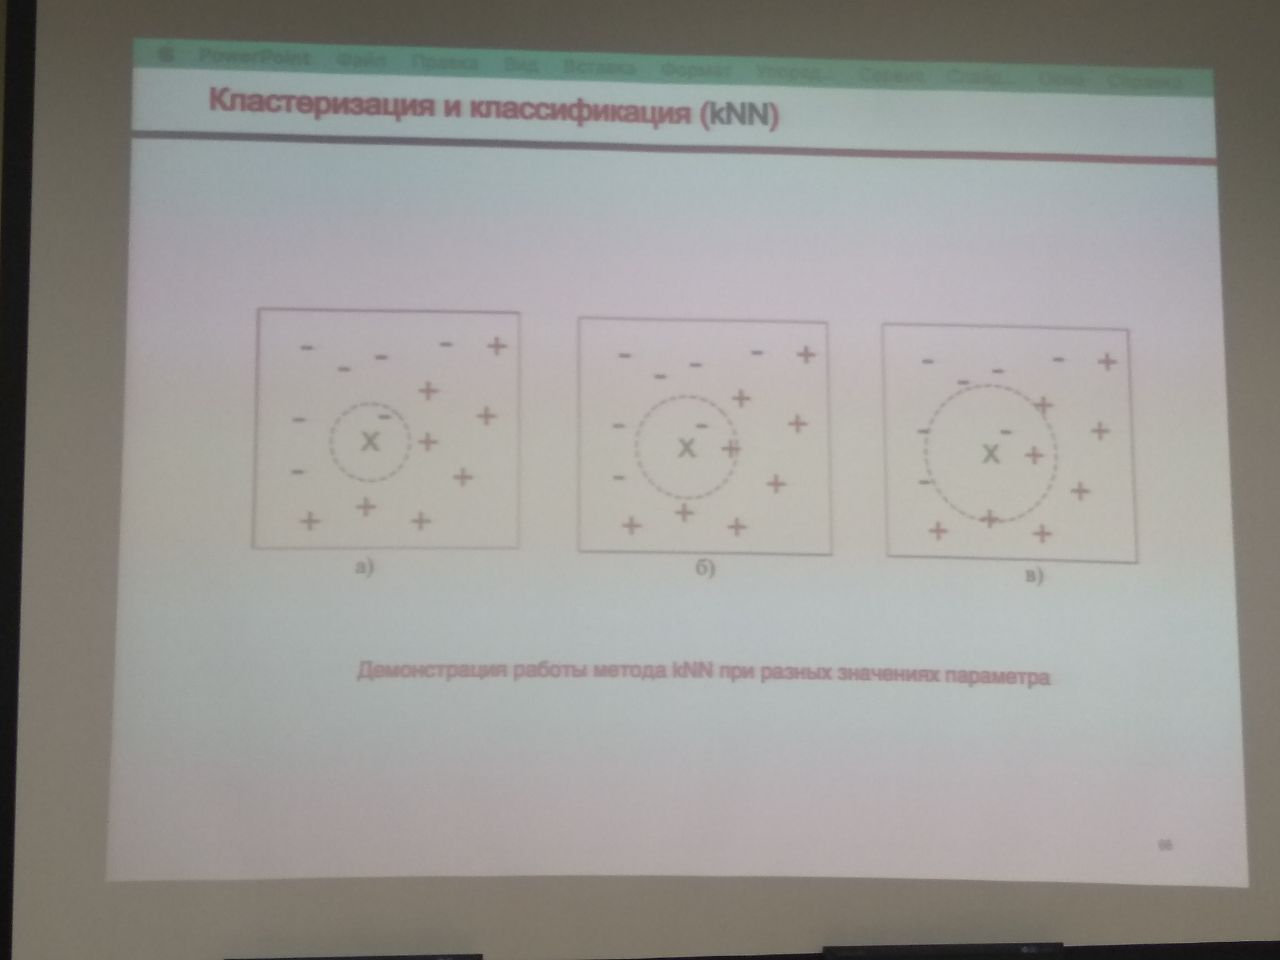 PowerPoint Файл Правка Вид Вставка Формат Упоряд... Сервис Слайд... Окно Справка
Кластеризация и классификация (kNN)
- - - - +
- + +
- X +
- +
+ + +
а)
- - - - +
- + +
- X +
- +
+ + +
б)
- - - - +
- + +
- X +
- +
+ + +
в)
Демонстрация работы метода kNN при разных значениях параметра